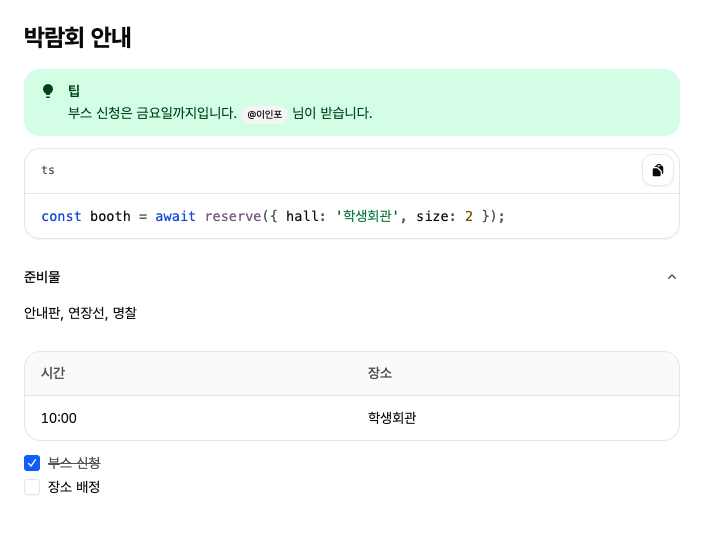 박람회 안내
팁
부스 신청은 금요일까지입니다. @이인포 님이 받습니다.
ts
const booth = await reserve({ hall: '학생회관', size: 2 });
준비물
안내판, 연장선, 명찰
시간 장소
10:00 학생회관
부스 신청
장소 배정